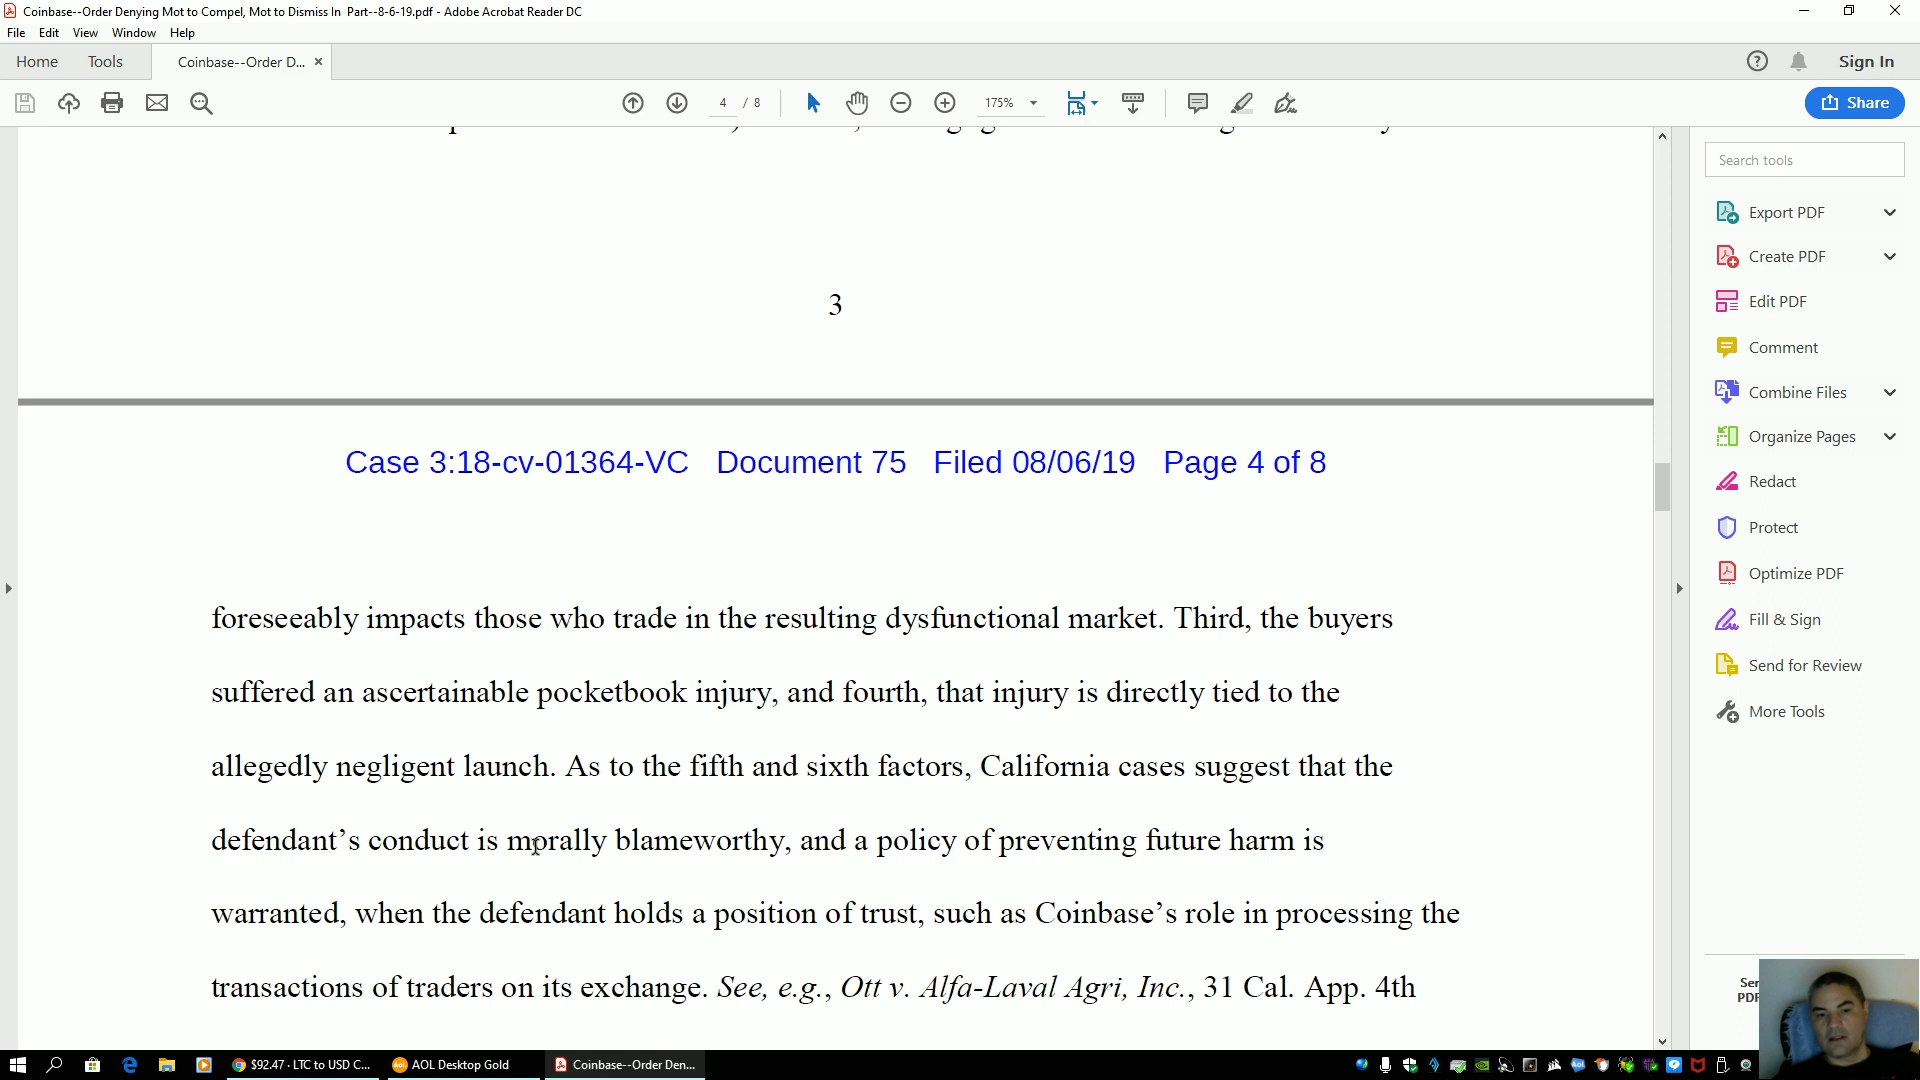 Coinbase--Order Denying Mot to Compel, Mot to Dismiss In Part--8-6-19.pdf - Adobe Acrobat Reader DC
File Edit View Window Help
Home Tools Coinbase--Order D... Sign In
4 / 8 175% Share
Search tools
Export PDF
Create PDF
Edit PDF
Comment
Combine Files
Organize Pages
Redact
Protect
Optimize PDF
Fill & Sign
Send for Review
More Tools
3
Case 3:18-cv-01364-VC Document 75 Filed 08/06/19 Page 4 of 8
foreseeably impacts those who trade in the resulting dysfunctional market. Third, the buyers
suffered an ascertainable pocketbook injury, and fourth, that injury is directly tied to the
allegedly negligent launch. As to the fifth and sixth factors, California cases suggest that the
defendant’s conduct is morally blameworthy, and a policy of preventing future harm is
warranted, when the defendant holds a position of trust, such as Coinbase’s role in processing the
transactions of traders on its exchange. See, e.g., Ott v. Alfa-Laval Agri, Inc., 31 Cal. App. 4th
$92.47 · LTC to USD C... AOL Desktop Gold Coinbase--Order Den...